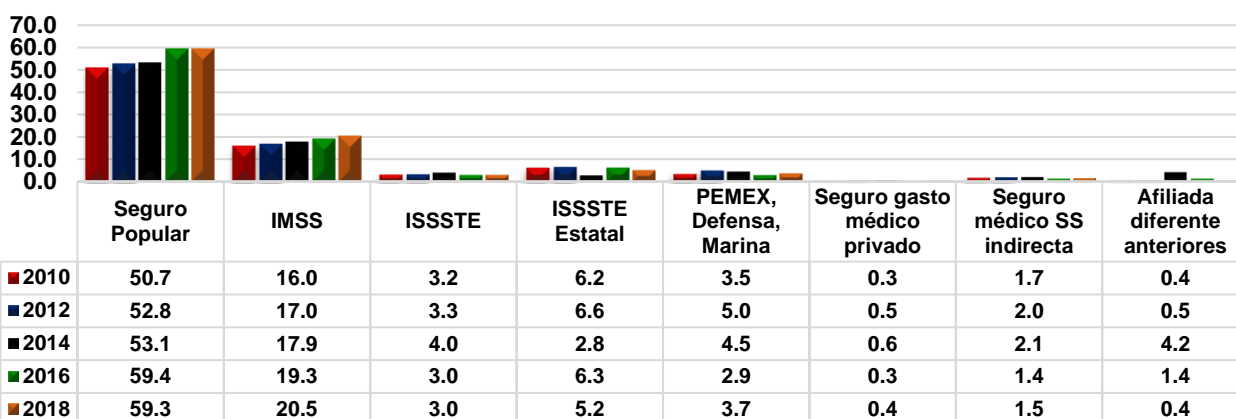 70.0
60.0
50.0
40.0
30.0
20.0
10.0
0.0
Seguro Popular IMSS ISSSTE ISSSTE Estatal PEMEX, Defensa, Marina Seguro gasto médico privado Seguro médico SS indirecta Afiliada diferente anteriores
2010 50.7 16.0 3.2 6.2 3.5 0.3 1.7 0.4
2012 52.8 17.0 3.3 6.6 5.0 0.5 2.0 0.5
2014 53.1 17.9 4.0 2.8 4.5 0.6 2.1 4.2
2016 59.4 19.3 3.0 6.3 2.9 0.3 1.4 1.4
2018 59.3 20.5 3.0 5.2 3.7 0.4 1.5 0.4